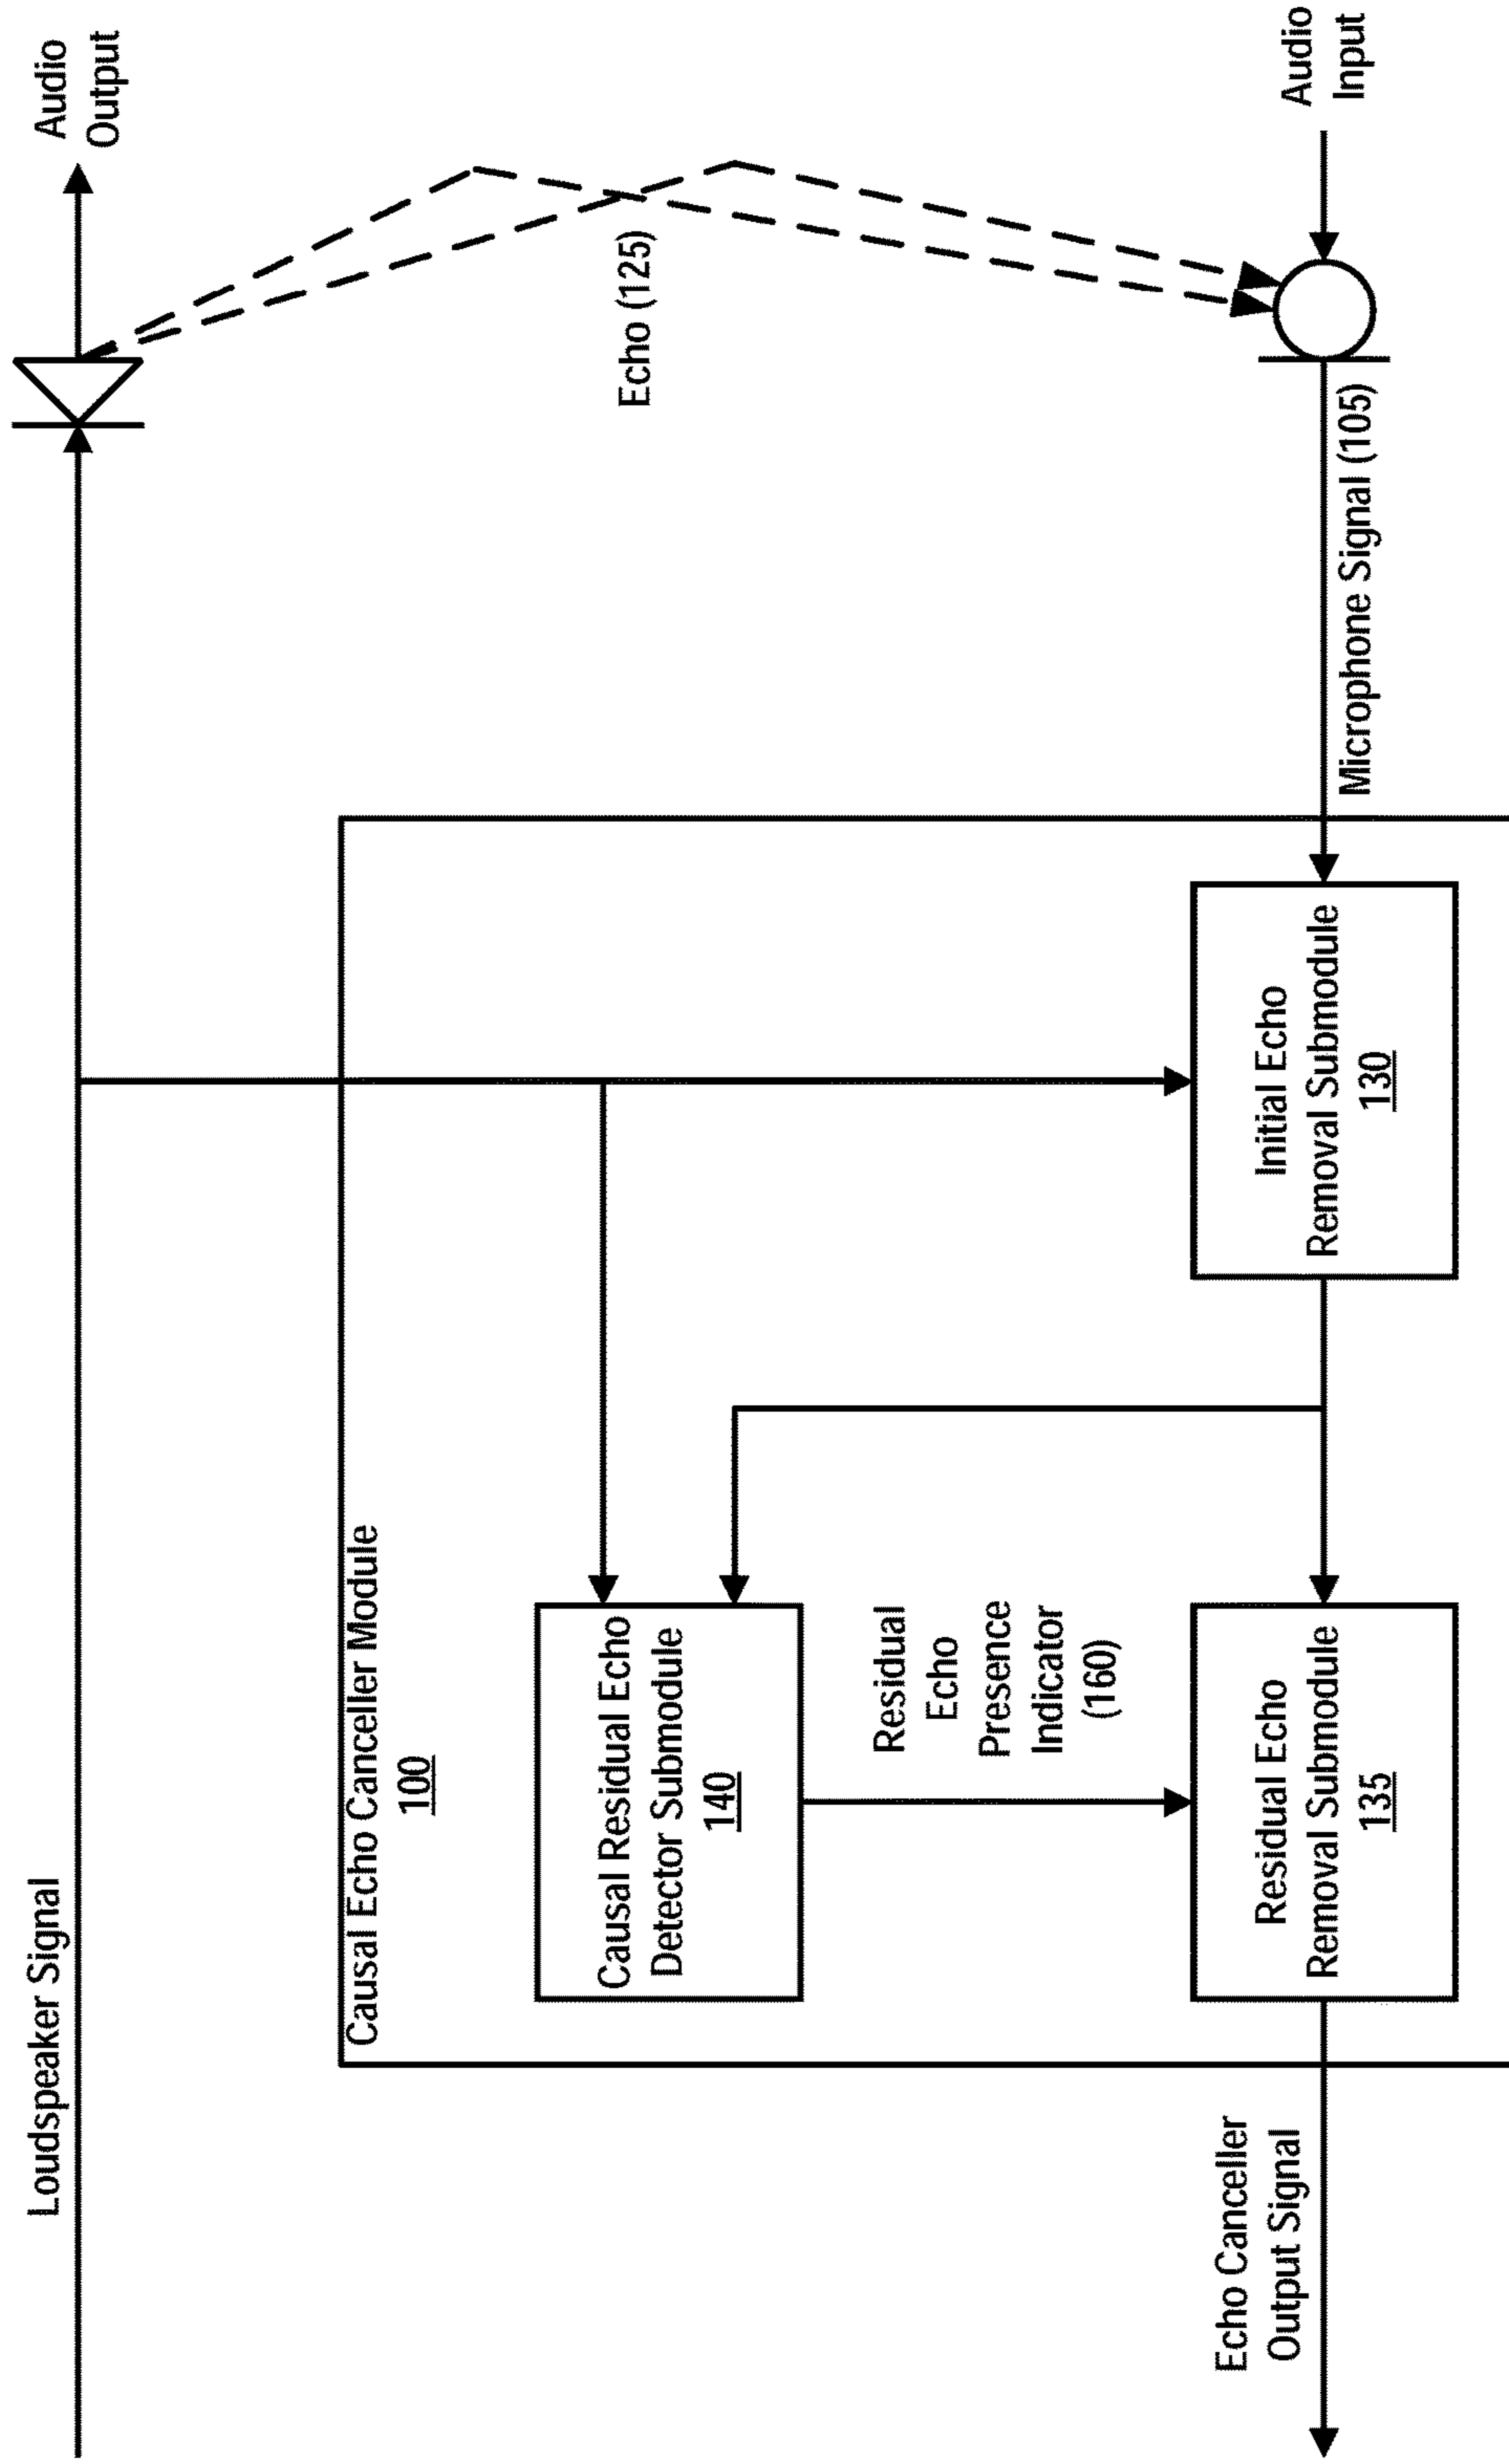 Loudspeaker Signal
Audio
Output
Causal Echo Canceller Module
100
Causal Residual Echo
Detector Submodule
140
Echo (125)
Residual
Echo
Presence
Indicator
(160)
Echo Canceller
Output Signal
Residual Echo
Removal Submodule
135
Initial Echo
Removal Submodule
130
Microphone Signal (105)
Audio
Input